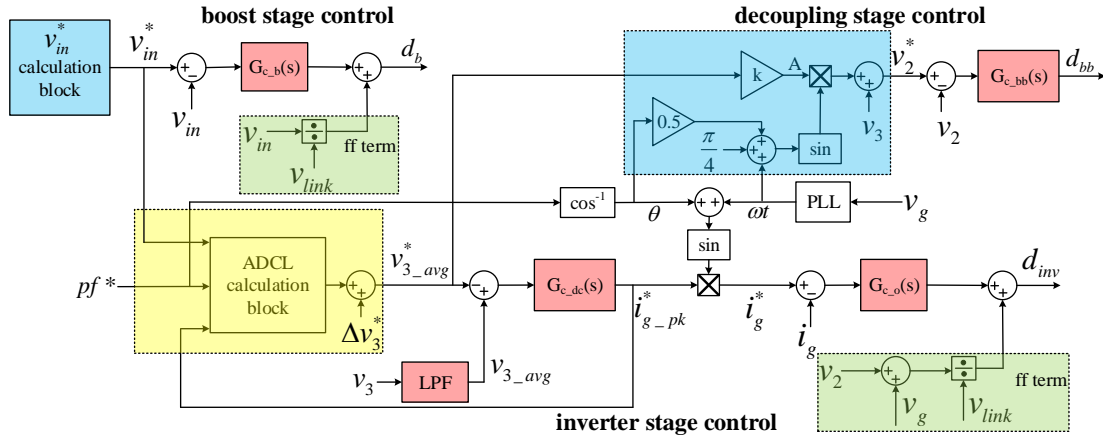 boost stage control
decoupling stage control
v*in
calculation
block
v*in
−
vin
Gc_b(s)
+
+
db
vin
÷
ff term
vlink
k
A
×
+
+
v*2
−
v2
Gc_bb(s)
dbb
0.5
π/4
+
+
+
sin
v3
cos-1
θ
+ +
ωt
PLL
vg
sin
pf *
ADCL
calculation
block
+
+
Δv*3
v*3_avg
−
+
Gc_dc(s)
i*g_pk
×
i*g
−
ig
Gc_o(s)
+
+
dinv
v3
LPF
v3_avg
v2
+
+
÷
ff term
vg
vlink
inverter stage control